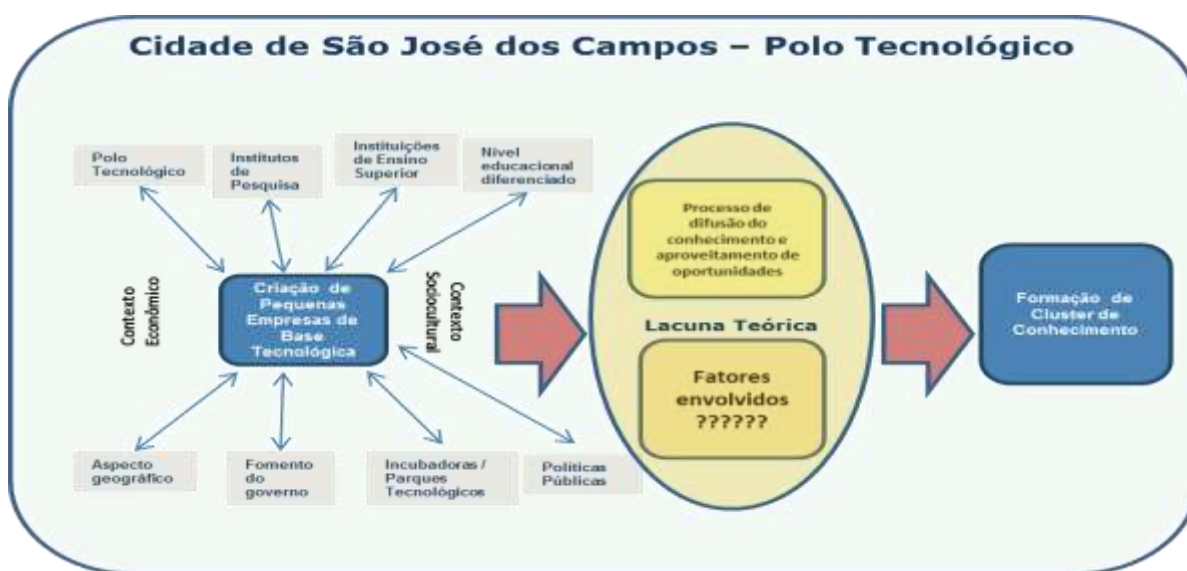 Cidade de São José dos Campos – Polo Tecnológico
Polo
Tecnológico
Institutos
de
Pesquisa
Instituições
de Ensino
Superior
Nível
educacional
diferenciado
Contexto
Econômico
Criação de
Pequenas
Empresas de
Base
Tecnológica
Contexto
Sociocultural
Aspecto
geográfico
Fomento
do
governo
Incubadoras /
Parques
Tecnológicos
Políticas
Públicas
Processo de
difusão do
conhecimento e
aproveitamento de
oportunidades
Lacuna Teórica
Fatores
envolvidos
??????
Formação de
Cluster de
Conhecimento